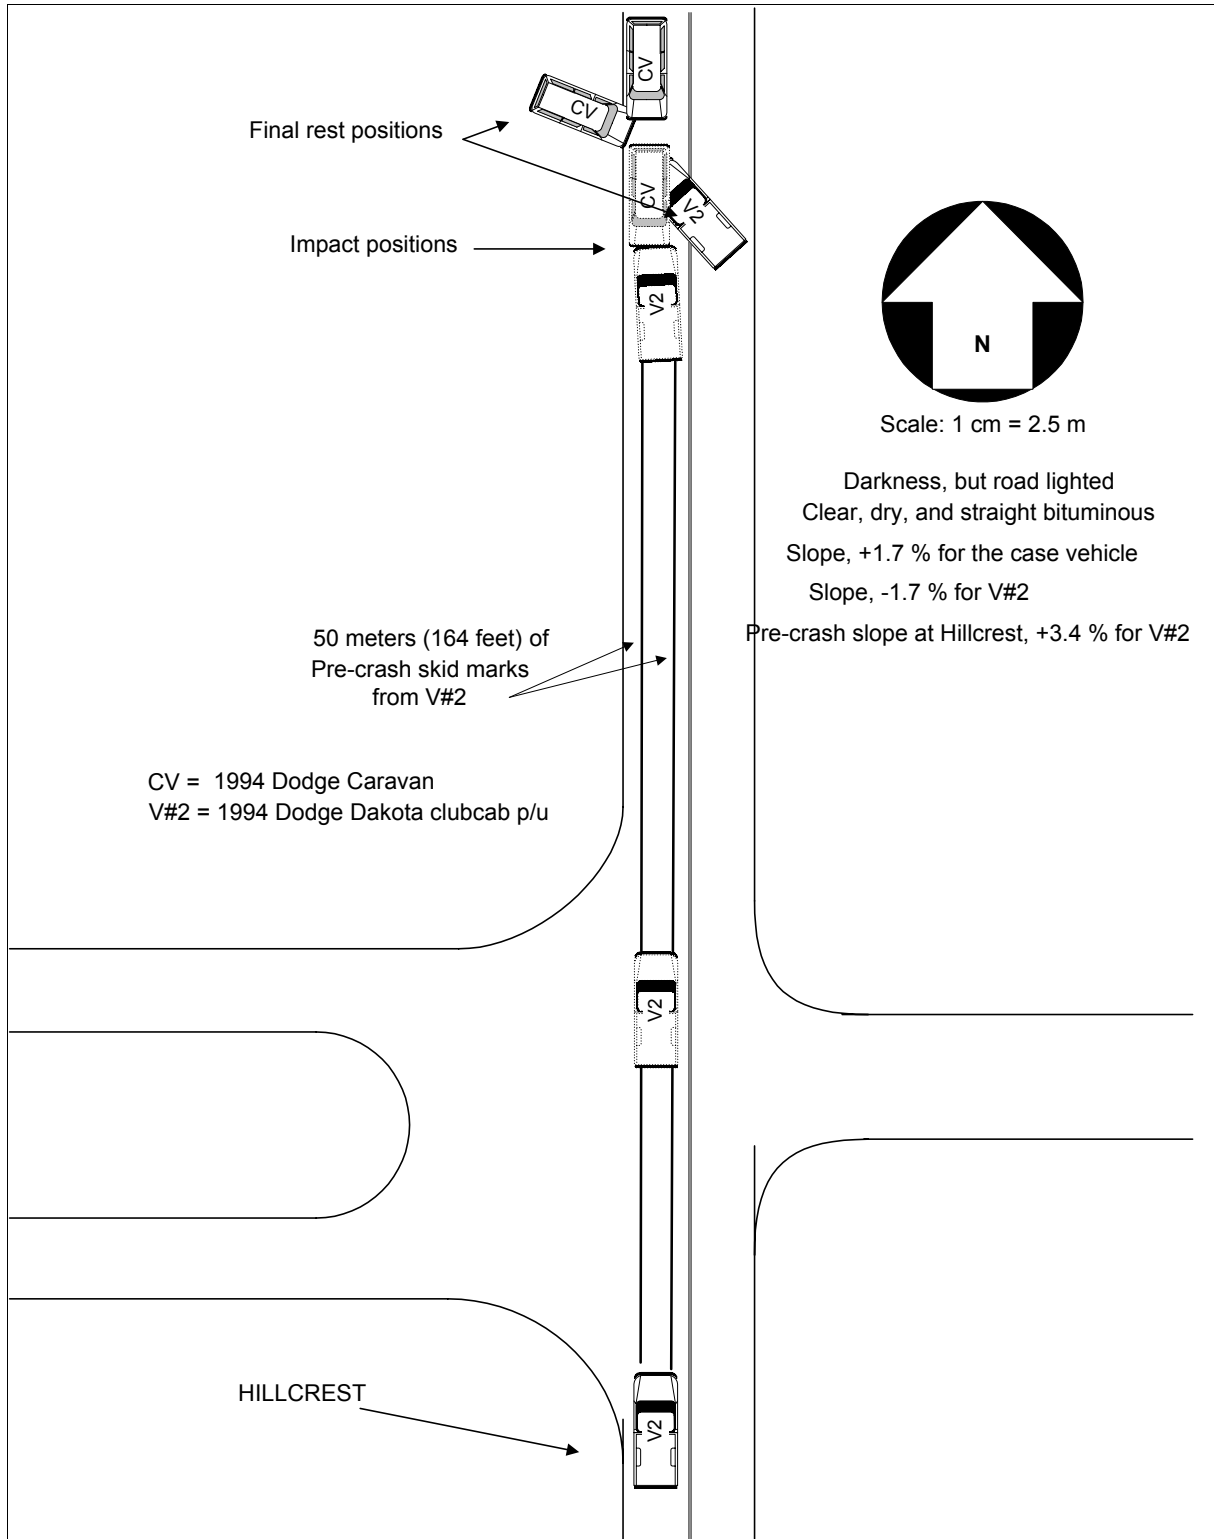 CV
CV
Final rest positions
CV
V2
Impact positions
V2
N
Scale: 1 cm = 2.5 m
Darkness, but road lighted
Clear, dry, and straight bituminous
Slope, +1.7 % for the case vehicle
Slope, -1.7 % for V#2
Pre-crash slope at Hillcrest, +3.4 % for V#2
50 meters (164 feet) of
Pre-crash skid marks
from V#2
CV = 1994 Dodge Caravan
V#2 = 1994 Dodge Dakota clubcab p/u
V2
HILLCREST
V2